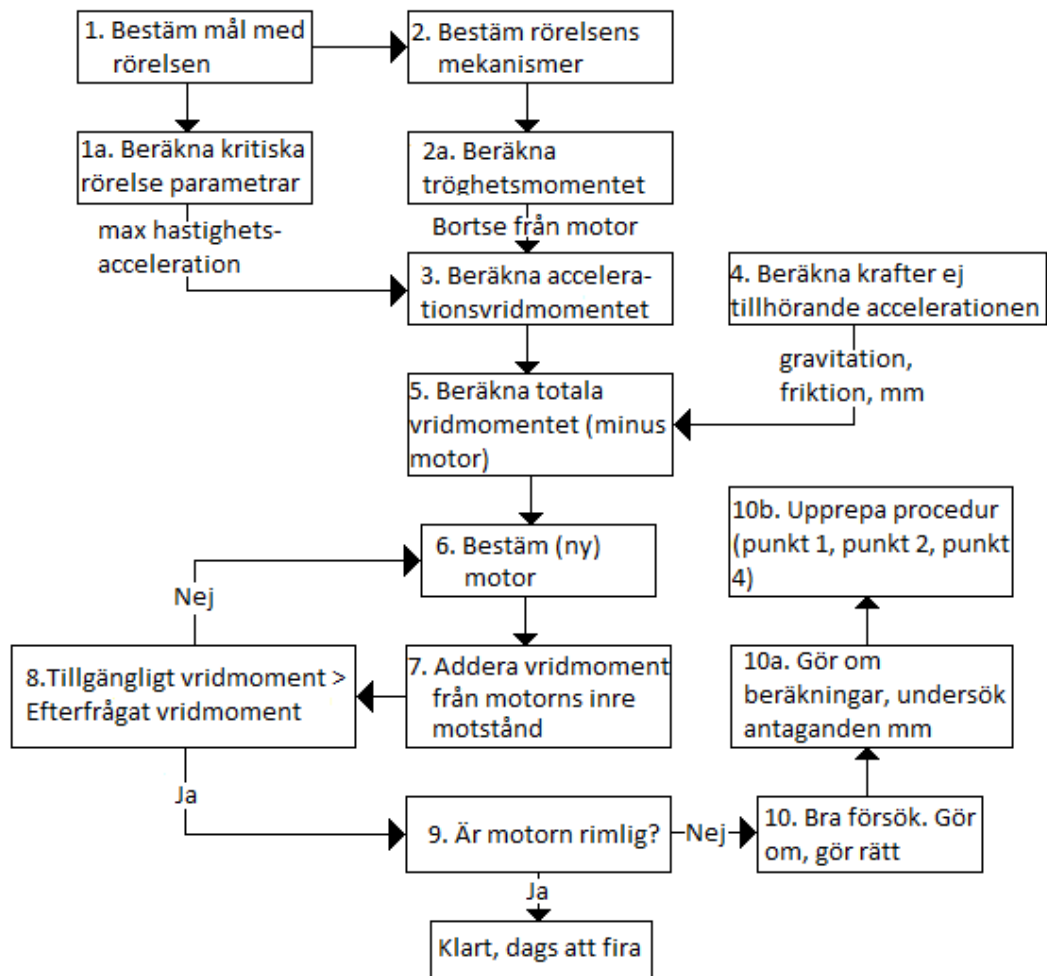 1. Bestäm mål med
rörelsen
2. Bestäm rörelsens
mekanismer
1a. Beräkna kritiska
rörelse parametrar
2a. Beräkna
tröghetsmomentet
max hastighets-
acceleration
Bortse från motor
3. Beräkna accelera-
tionsvridmomentet
4. Beräkna krafter ej
tillhörande accelerationen
gravitation,
friktion, mm
5. Beräkna totala
vridmomentet (minus
motor)
6. Bestäm (ny)
motor
Nej
7. Addera vridmoment
från motorns inre
motstånd
8.Tillgängligt vridmoment >
Efterfrågat vridmoment
Ja
9. Är motorn rimlig?
Nej
10. Bra försök. Gör
om, gör rätt
10a. Gör om
beräkningar, undersök
antaganden mm
10b. Upprepa procedur
(punkt 1, punkt 2, punkt
4)
Ja
Klart, dags att fira